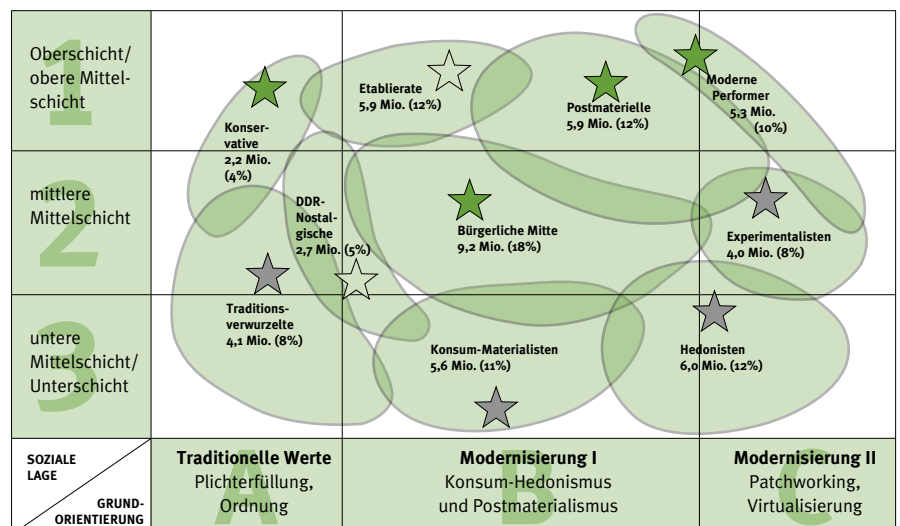 1
Oberschicht/
obere Mittel-
schicht
2
mittlere
Mittelschicht
3
untere
Mittelschicht/
Unterschicht
Konser-
vative
2,2 Mio.
(4%)
Etablierate
5,9 Mio. (12%)
Postmaterielle
5,9 Mio. (12%)
Moderne
Performer
5,3 Mio.
(10%)
DDR-
Nostal-
gische
2,7 Mio. (5%)
Bürgerliche Mitte
9,2 Mio. (18%)
Experimentalisten
4,0 Mio. (8%)
Traditions-
verwurzelte
4,1 Mio. (8%)
Konsum-Materialisten
5,6 Mio. (11%)
Hedonisten
6,0 Mio. (12%)
SOZIALE
LAGE
GRUND-
ORIENTIERUNG
A
Traditionelle Werte
Plichterfüllung,
Ordnung
B
Modernisierung I
Konsum-Hedonismus
und Postmaterialismus
C
Modernisierung II
Patchworking,
Virtualisierung